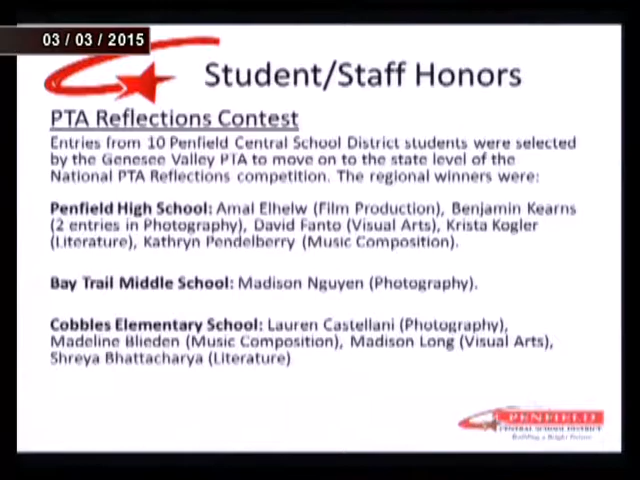 03 / 03 / 2015
Student/Staff Honors
PTA Reflections Contest
Entries from 10 Penfield Central School District students were selected
by the Genesee Valley PTA to move on to the state level of the
National PTA Reflections competition. The regional winners were:
Penfield High School: Amal Elhelw (Film Production), Benjamin Kearns
(2 entries in Photography), David Fanto (Visual Arts), Krista Kogler
(Literature), Kathryn Pendelberry (Music Composition).
Bay Trail Middle School: Madison Nguyen (Photography).
Cobbles Elementary School: Lauren Castellani (Photography),
Madeline Blieden (Music Composition), Madison Long (Visual Arts),
Shreya Bhattacharya (Literature)
PENFIELD
CENTRAL SCHOOL DISTRICT
Building a Bright Future